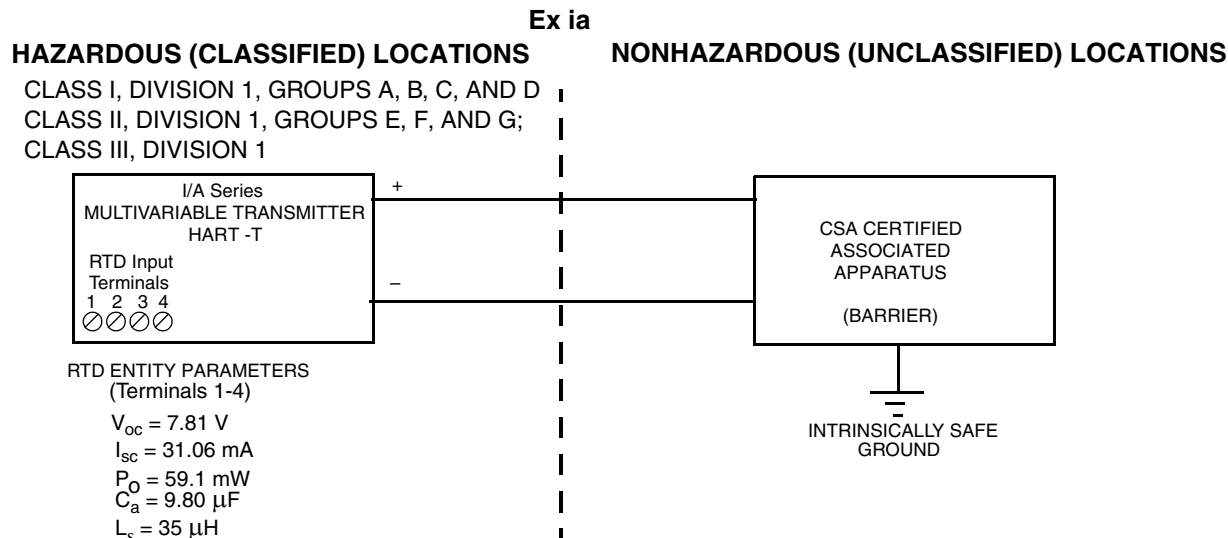 Ex ia
HAZARDOUS (CLASSIFIED) LOCATIONS
CLASS I, DIVISION 1, GROUPS A, B, C, AND D
CLASS II, DIVISION 1, GROUPS E, F, AND G;
CLASS III, DIVISION 1
NONHAZARDOUS (UNCLASSIFIED) LOCATIONS
I/A Series
MULTIVARIABLE TRANSMITTER
HART -T
RTD Input
Terminals
1 2 3 4
+
–
CSA CERTIFIED
ASSOCIATED
APPARATUS
(BARRIER)
INTRINSICALLY SAFE
GROUND
RTD ENTITY PARAMETERS
(Terminals 1-4)
Voc = 7.81 V
Isc = 31.06 mA
PO = 59.1 mW
Ca = 9.80 μF
Ls = 35 μH